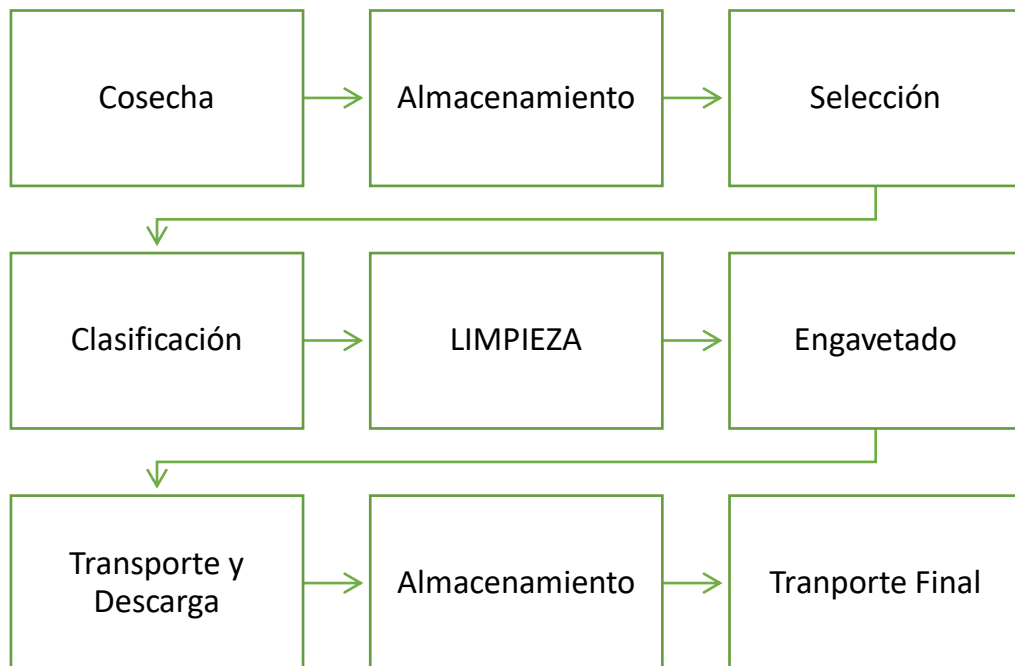 Cosecha
Almacenamiento
Selección
Clasificación
LIMPIEZA
Engavetado
Transporte y
Descarga
Almacenamiento
Tranporte Final